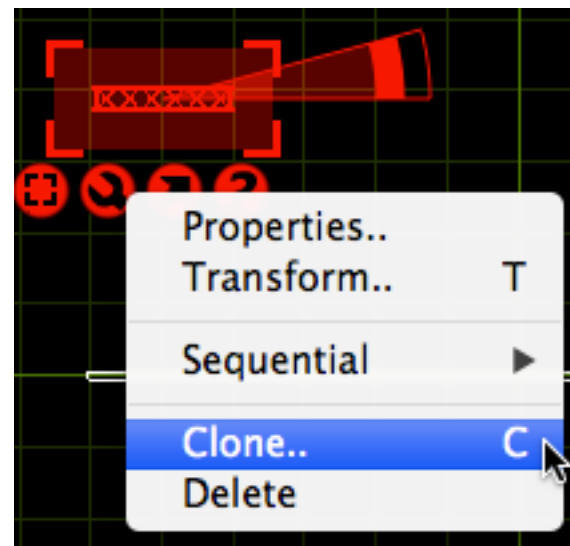 Properties..
Transform.. T
Sequential ▶
Clone.. C
Delete